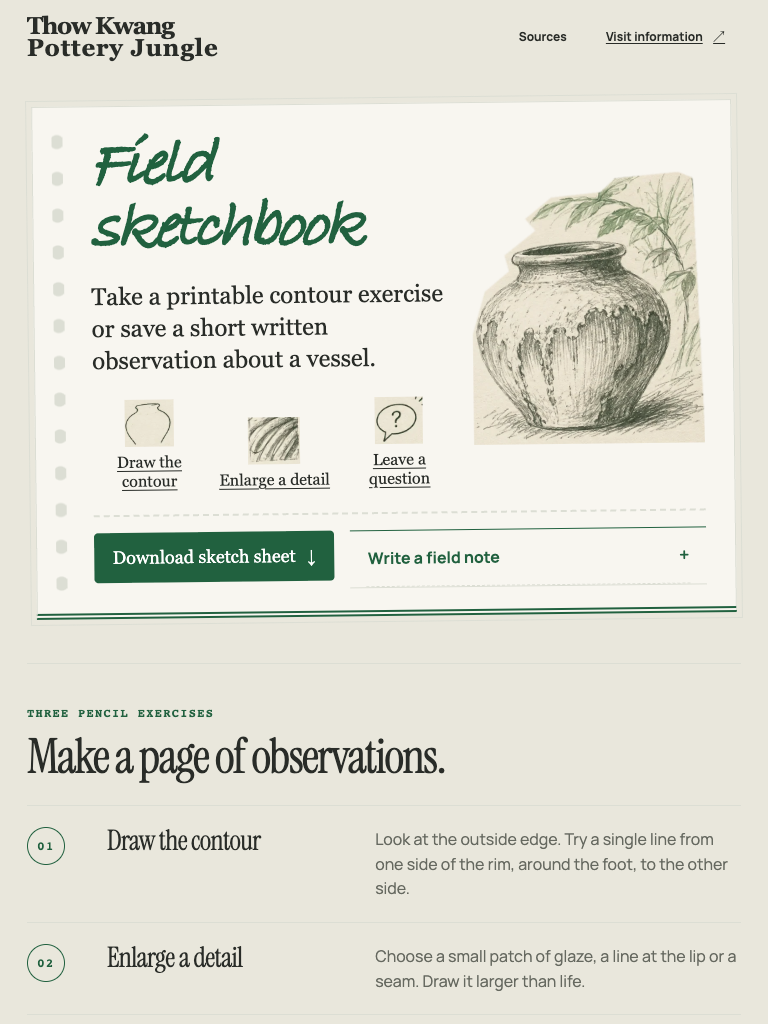 Thow Kwang
Pottery Jungle
Sources
Visit information ↗
Field
sketchbook
Take a printable contour exercise
or save a short written
observation about a vessel.
?
Draw the
contour
Enlarge a detail
Leave a
question
Download sketch sheet ↓
Write a field note +
THREE PENCIL EXERCISES
Make a page of observations.
01
Draw the contour
Look at the outside edge. Try a single line from
one side of the rim, around the foot, to the other
side.
02
Enlarge a detail
Choose a small patch of glaze, a line at the lip or a
seam. Draw it larger than life.